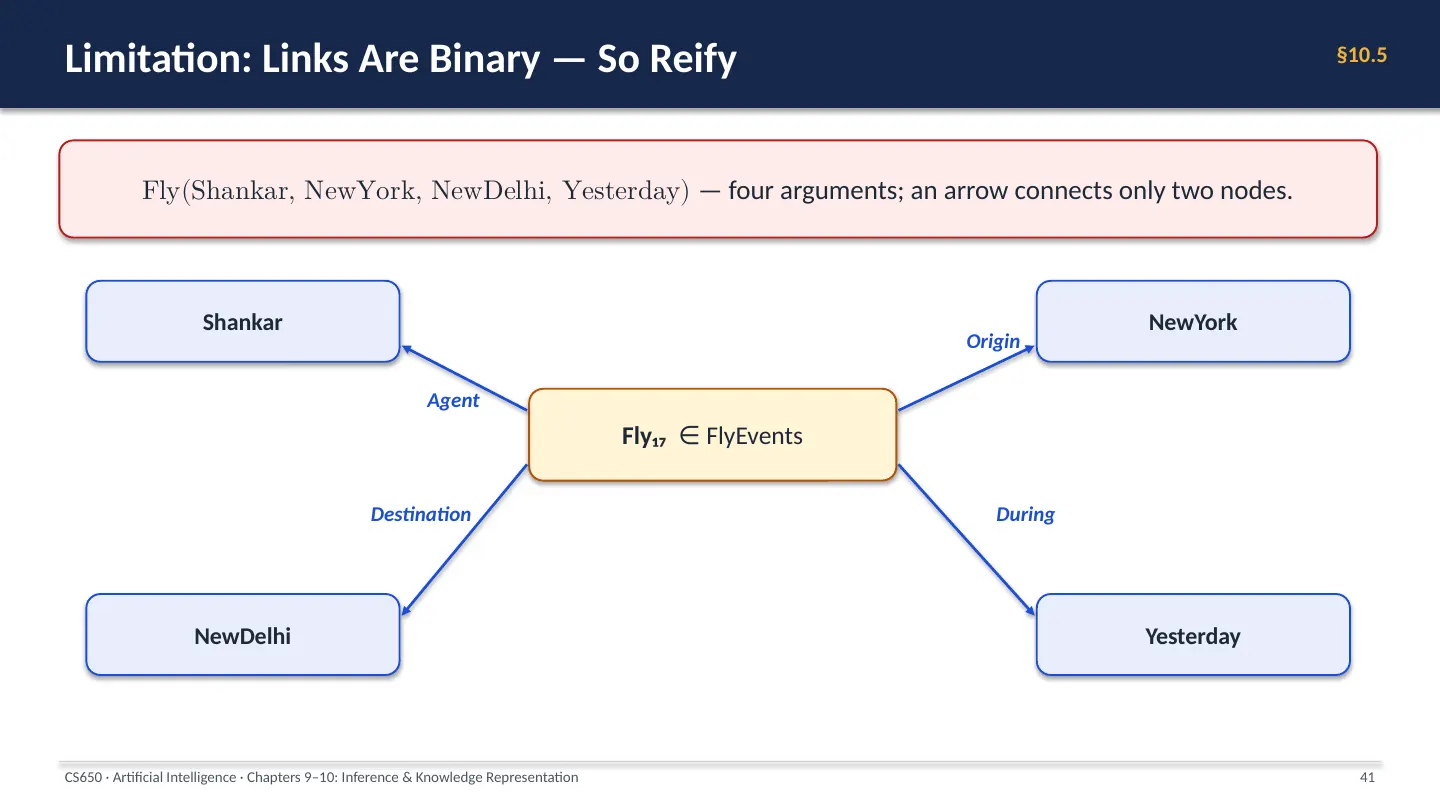 Limitation: Links Are Binary — So Reify
§10.5
Fly(Shankar, NewYork, NewDelhi, Yesterday) — four arguments; an arrow connects only two nodes.
Shankar
NewYork
Origin
Agent
Fly₁₇ ∈ FlyEvents
Destination
During
NewDelhi
Yesterday
CS650 · Artificial Intelligence · Chapters 9–10: Inference & Knowledge Representation
41